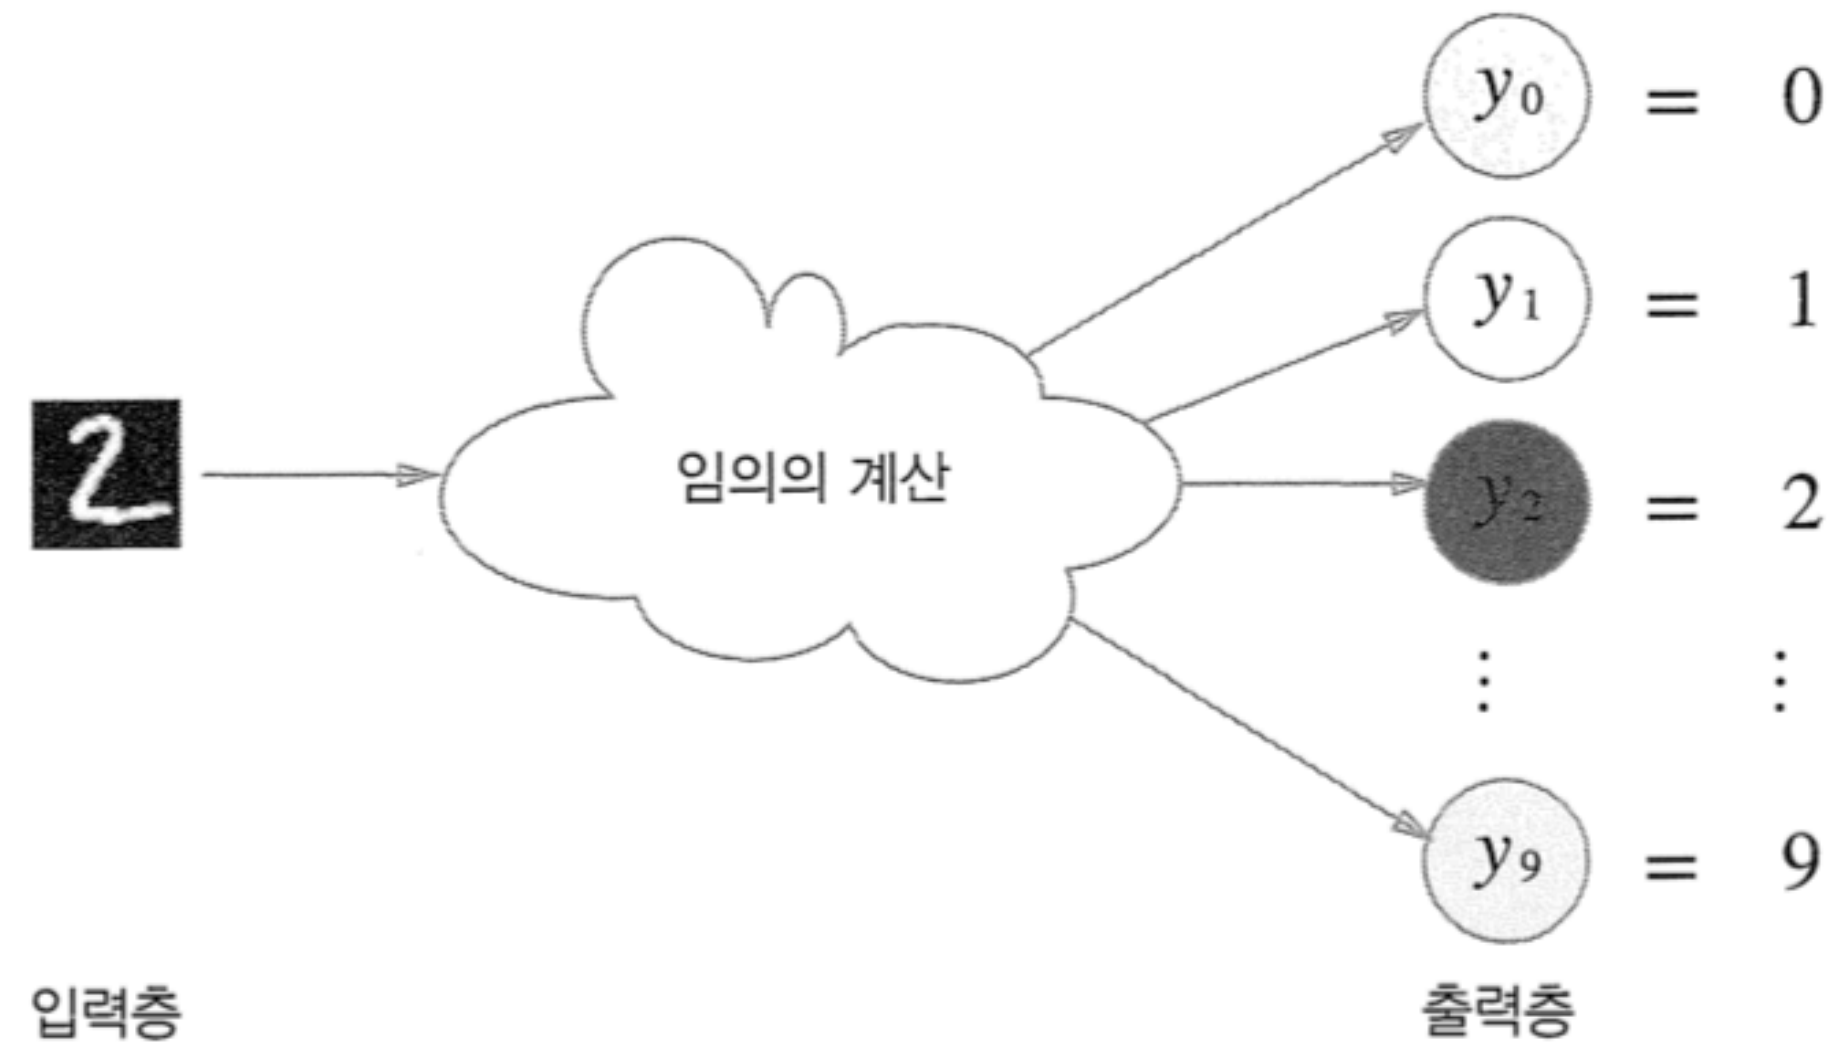 y₀ = 0
y₁ = 1
2
임의의 계산
y₂ = 2
⋮ ⋮
y₉ = 9
입력층
출력층